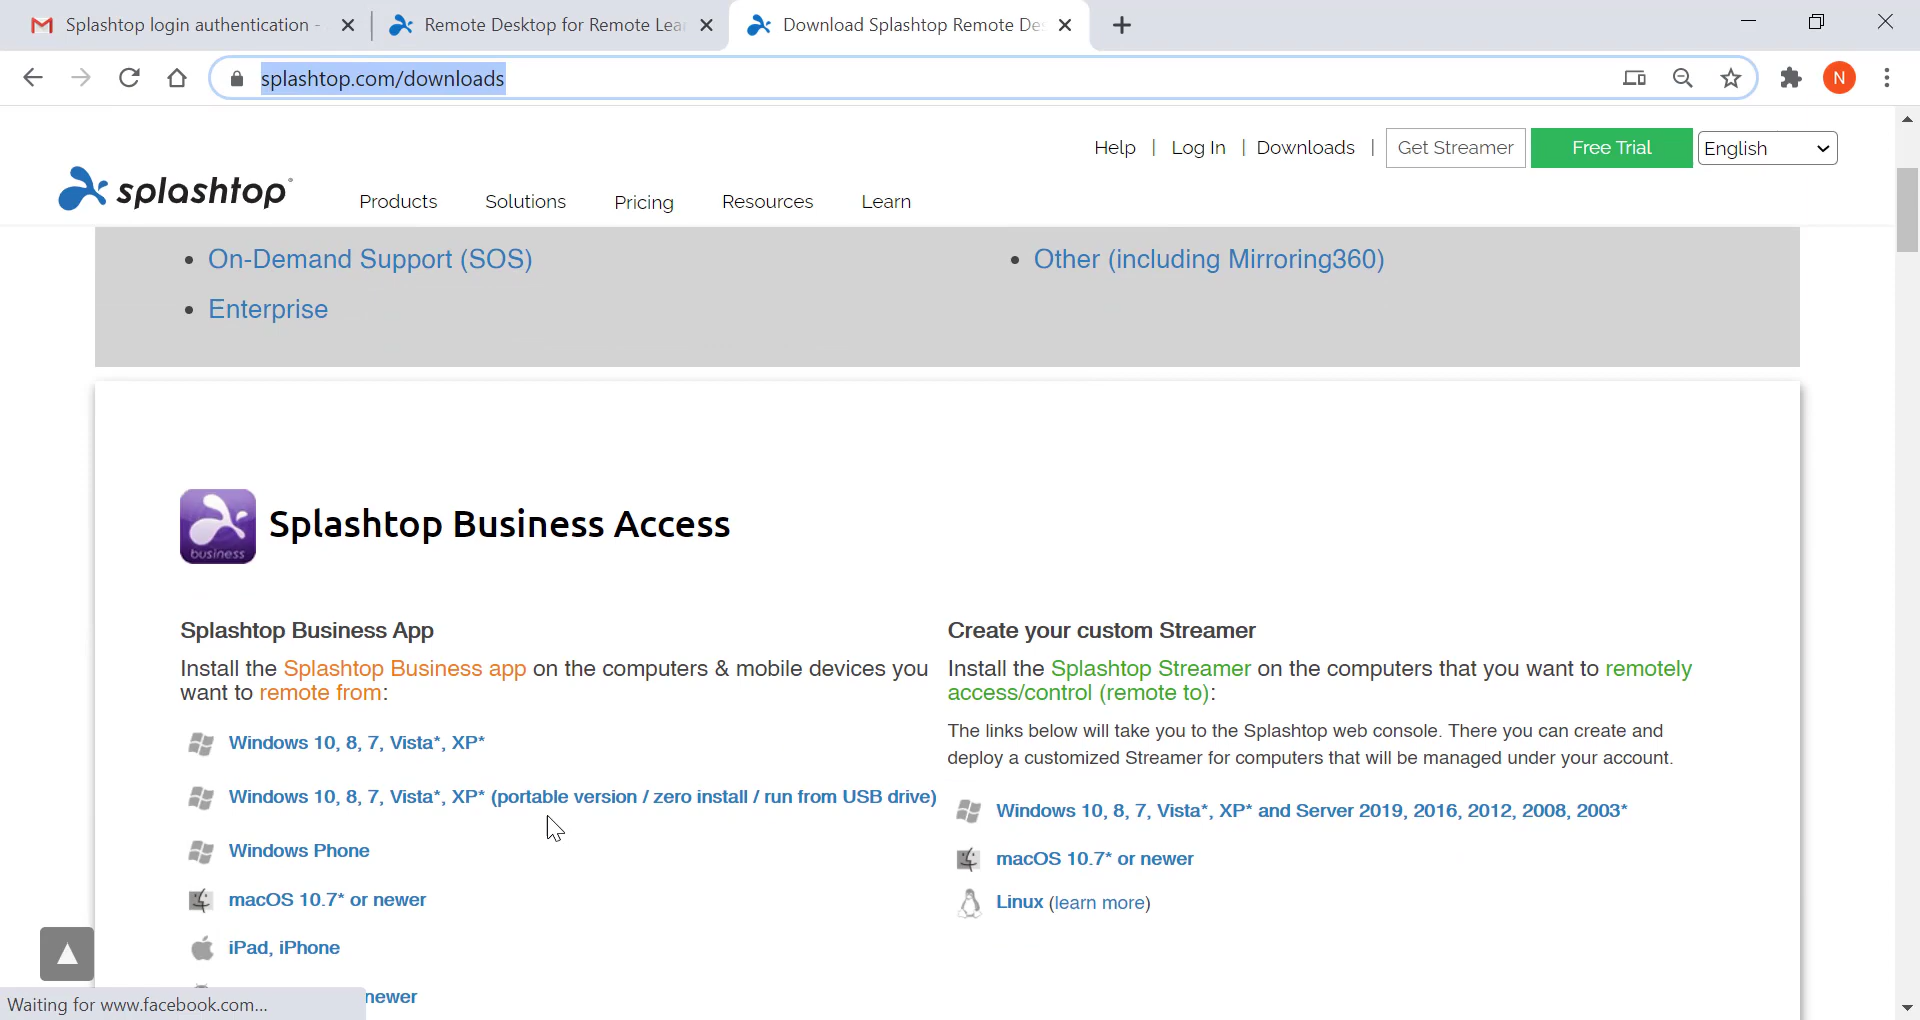 Splashtop login authentication -
Remote Desktop for Remote Lea
Download Splashtop Remote De
splashtop.com/downloads
N
Help | Log In | Downloads | Get Streamer Free Trial English
splashtop
Products Solutions Pricing Resources Learn
• On-Demand Support (SOS)
• Other (including Mirroring360)
• Enterprise
business
Splashtop Business Access
Splashtop Business App
Install the Splashtop Business app on the computers & mobile devices you
want to remote from:
Windows 10, 8, 7, Vista*, XP*
Windows 10, 8, 7, Vista*, XP* (portable version / zero install / run from USB drive)
Windows Phone
macOS 10.7* or newer
iPad, iPhone
newer
Create your custom Streamer
Install the Splashtop Streamer on the computers that you want to remotely
access/control (remote to):
The links below will take you to the Splashtop web console. There you can create and
deploy a customized Streamer for computers that will be managed under your account.
Windows 10, 8, 7, Vista*, XP* and Server 2019, 2016, 2012, 2008, 2003*
macOS 10.7* or newer
Linux (learn more)
Waiting for www.facebook.com...